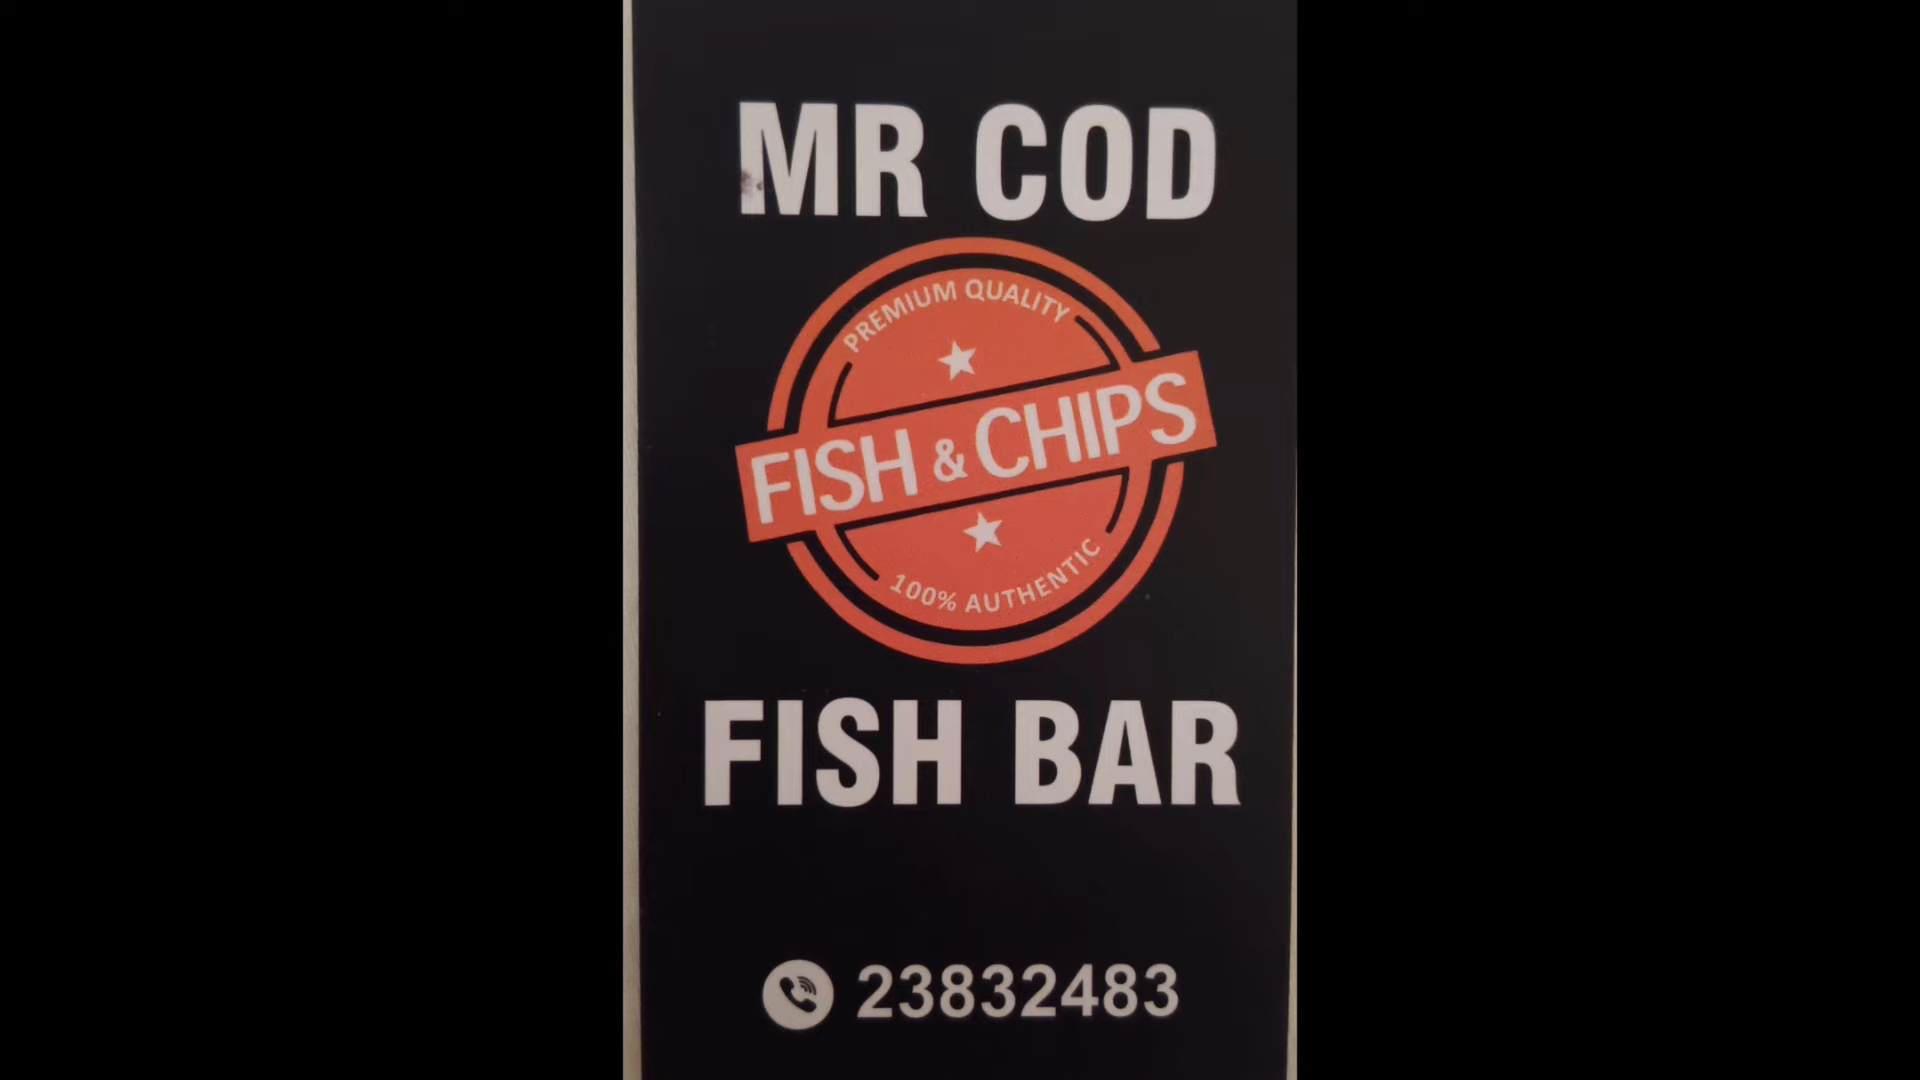 MR COD
PREMIUM QUALITY
FISH & CHIPS
100% AUTHENTIC
FISH BAR
23832483